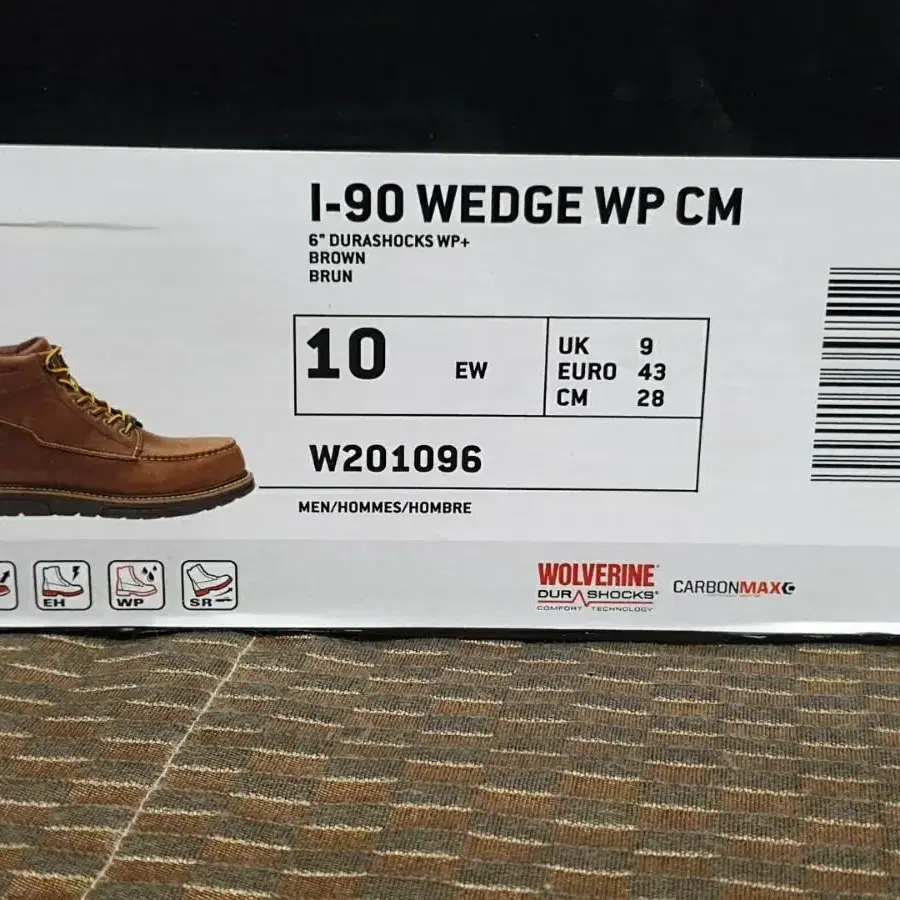 I-90 WEDGE WP CM
6" DURASHOCKS WP+
BROWN
BRUN
10 EW
UK 9
EURO 43
CM 28
W201096
MEN/HOMMES/HOMBRE
EH
WP
SR
WOLVERINE®
DURASHOCKS®
COMFORT TECHNOLOGY
CARBONMAX